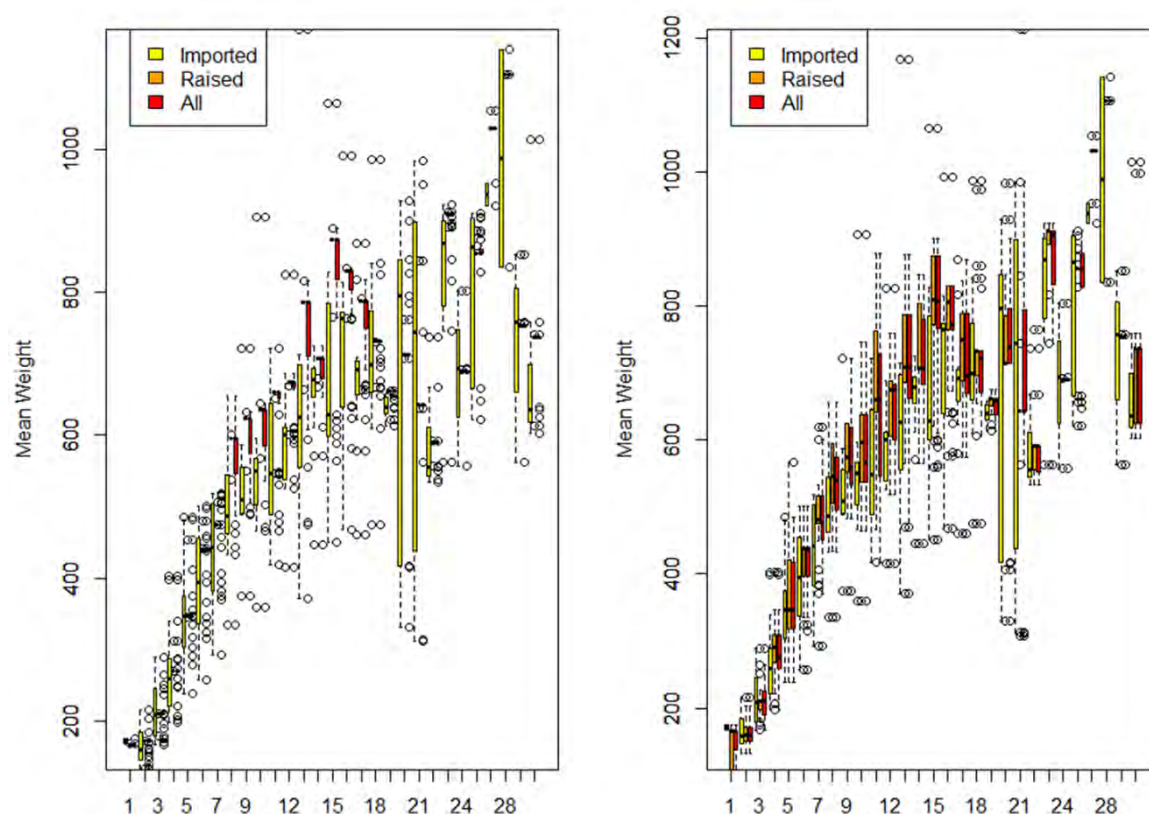 Imported
Raised
All
Mean Weight
200 400 600 800 1000
1 3 5 7 9 12 15 18 21 24 28
Imported
Raised
All
Mean Weight
200 400 600 800 1000 1200
1 3 5 7 9 12 15 18 21 24 28